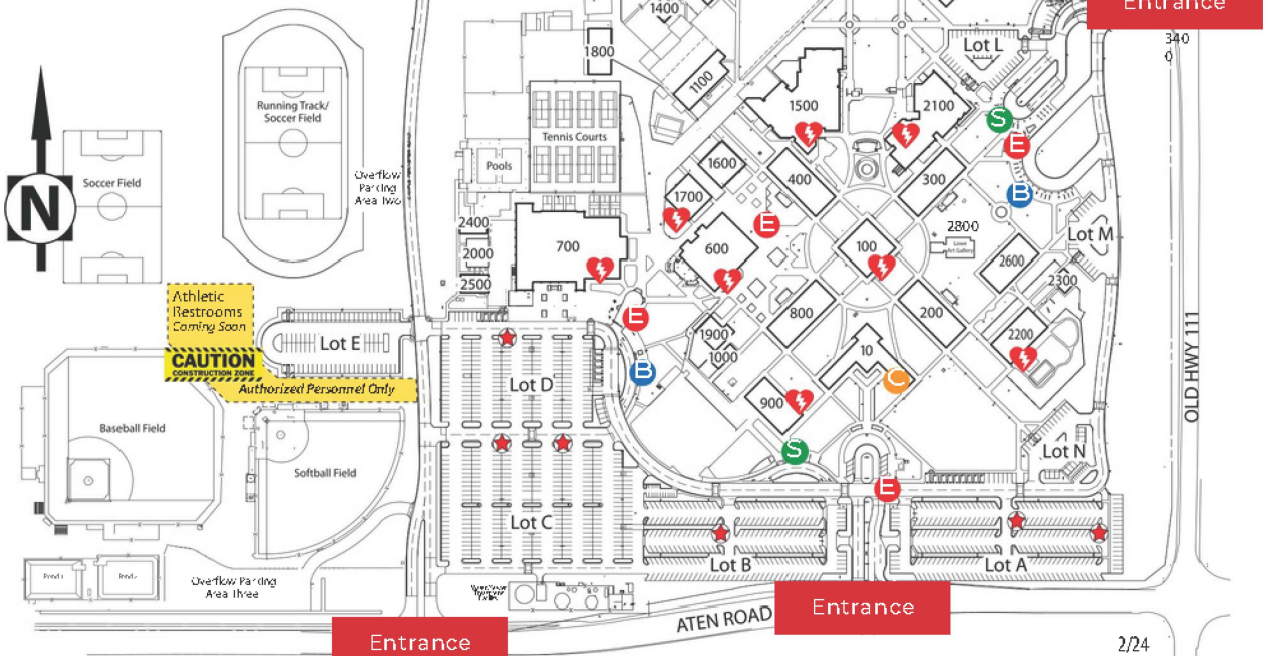 Entrance
1400
340
0
1800
Lot L
1100
1500
2100
Running Track/
Soccer Field
Tennis Courts
S
E
Pools
1600
Soccer Field
Overflow
Parking
Area Two
400
300
1700
B
N
2400
E
2800
Lot M
700
600
100
Lowe
Art Gallery
2000
2600
2500
2300
Athletic
Restrooms
Coming Soon
E
800
200
1900
2200
Lot E
1000
10
CAUTION
CONSTRUCTION ZONE
B
C
OLD HWY 111
Authorized Personnel Only
Lot D
900
Baseball Field
S
Lot N
Softball Field
E
Lot C
Lot B
Lot A
Overflow Parking
Area Three
Entrance
ATEN ROAD
Entrance
2/24